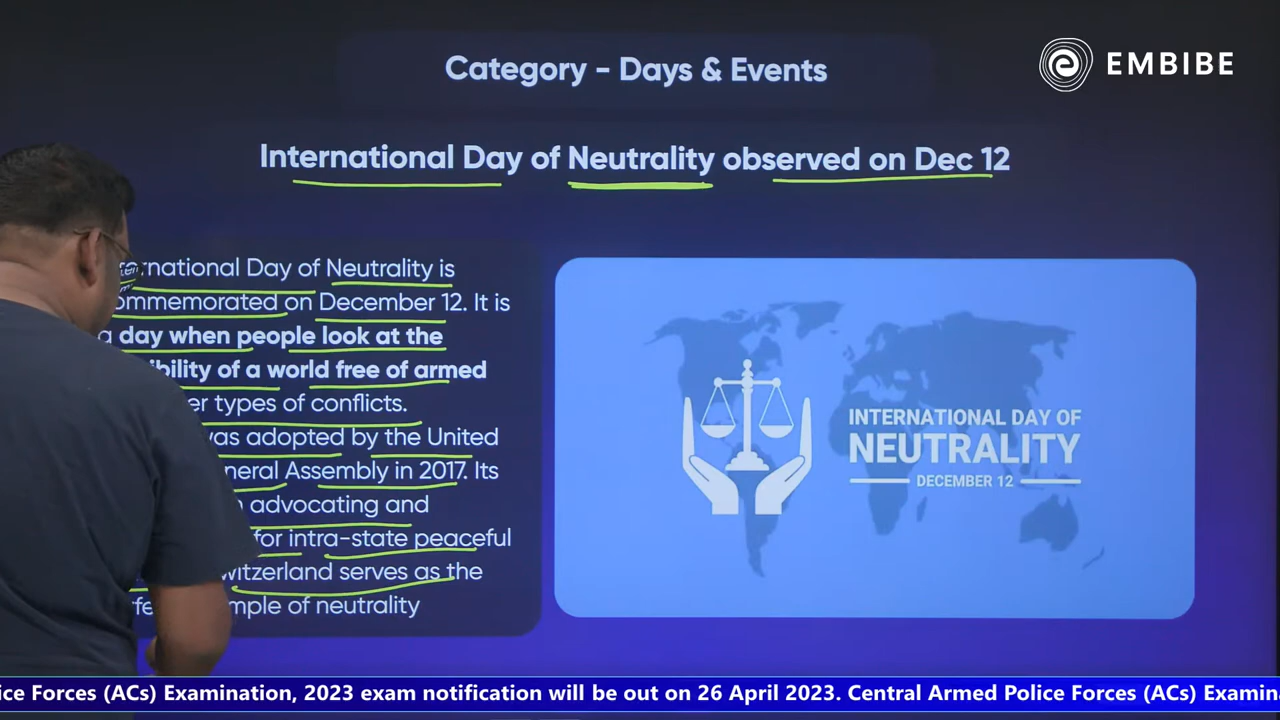 Category - Days & Events
EMBIBE
International Day of Neutrality observed on Dec 12
ternational Day of Neutrality is
ommemorated on December 12. It is
a day when people look at the
ibility of a world free of armed
er types of conflicts.
was adopted by the United
neral Assembly in 2017. Its
advocating and
for intra-state peaceful
witzerland serves as the
rfe mple of neutrality
INTERNATIONAL DAY OF
NEUTRALITY
DECEMBER 12
ice Forces (ACs) Examination, 2023 exam notification will be out on 26 April 2023. Central Armed Police Forces (ACs) Examina